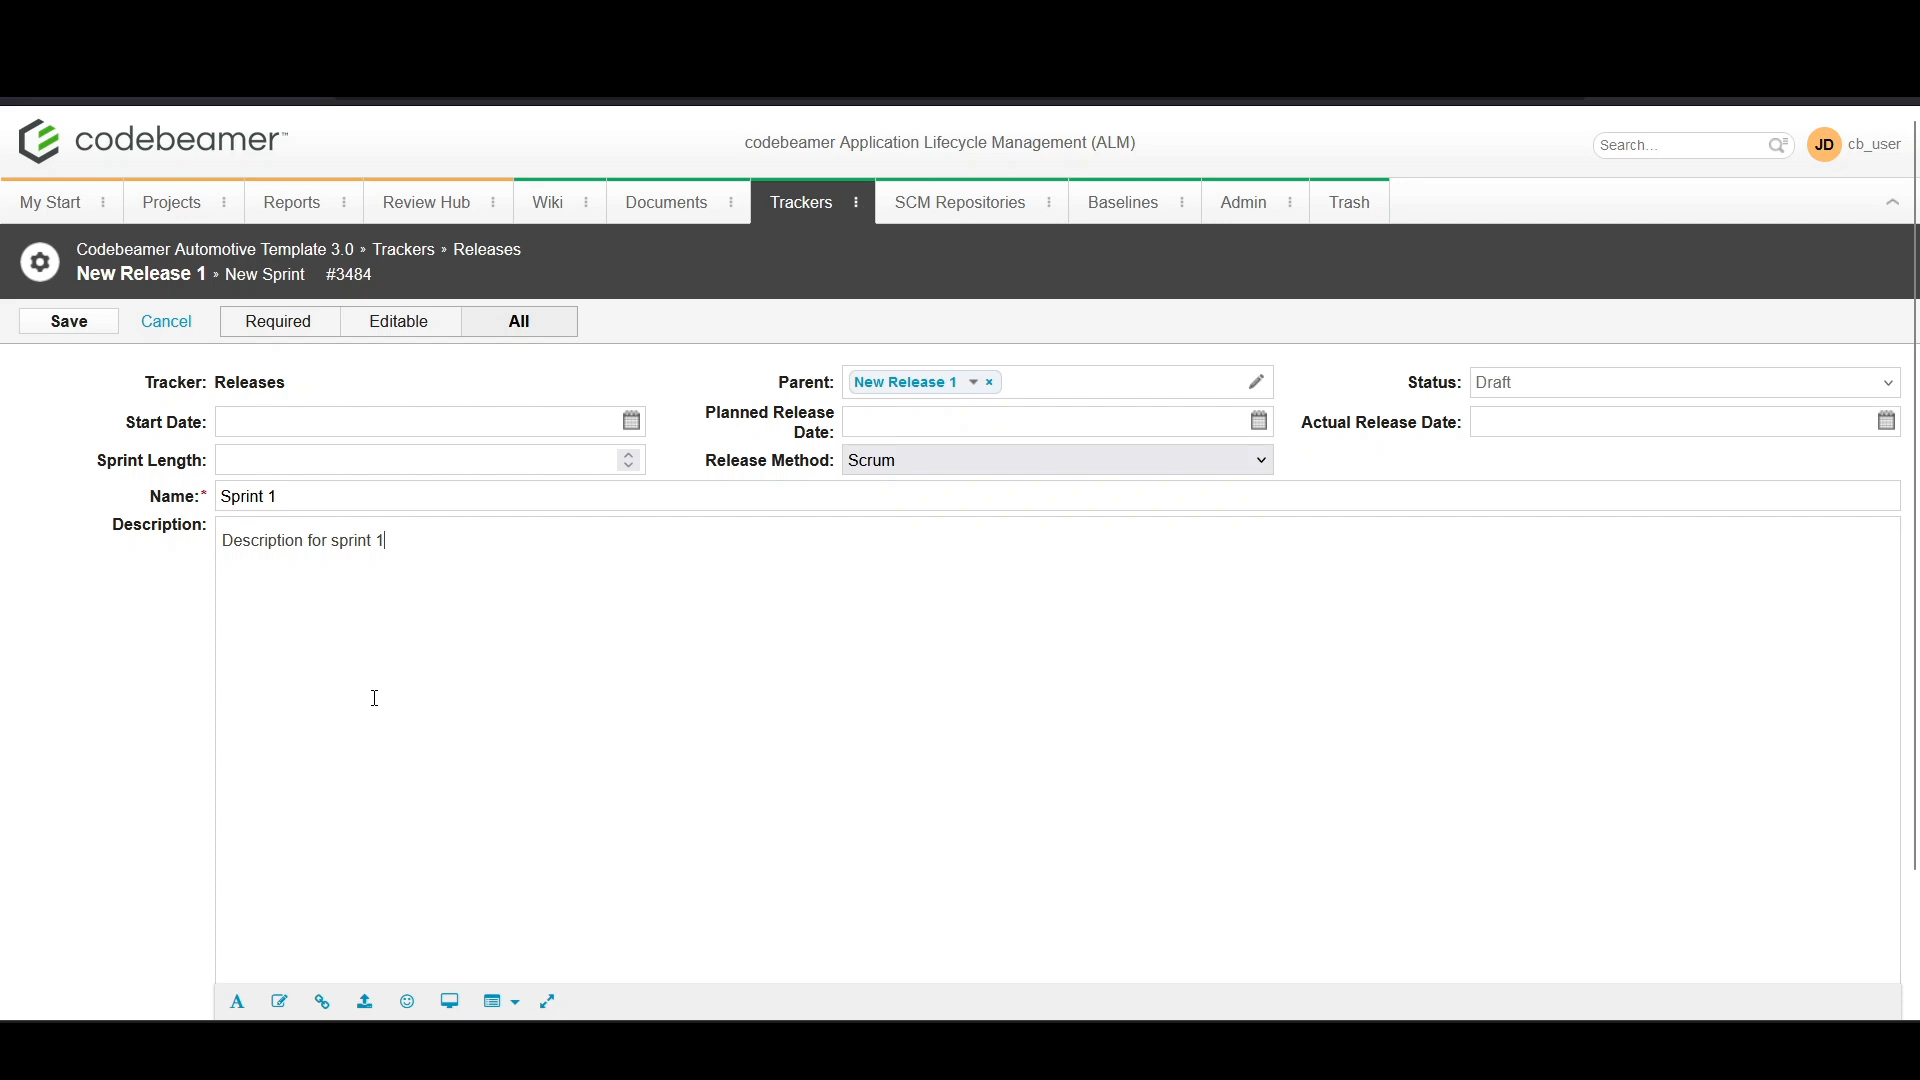 codebeamer™
codebeamer Application Lifecycle Management (ALM)
Search...
JD cb_user
My Start Projects Reports Review Hub Wiki Documents Trackers SCM Repositories Baselines Admin Trash
Codebeamer Automotive Template 3.0 » Trackers » Releases
New Release 1 » New Sprint #3484
Save Cancel Required Editable All
Tracker: Releases Parent: New Release 1 × Status: Draft
Start Date: Planned Release Date: Actual Release Date:
Sprint Length: Release Method: Scrum
Name:* Sprint 1
Description:
Description for sprint 1